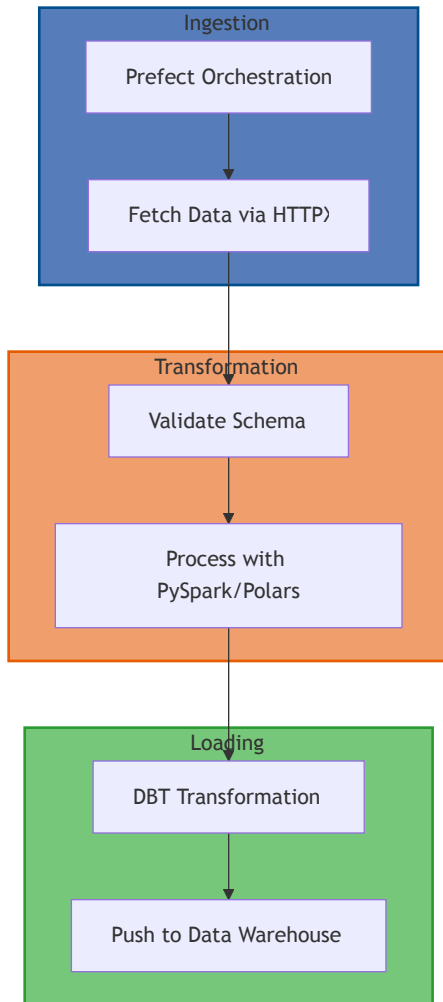 Ingestion
Prefect Orchestration
Fetch Data via HTTPX
Transformation
Validate Schema
Process with
PySpark/Polars
Loading
DBT Transformation
Push to Data Warehouse